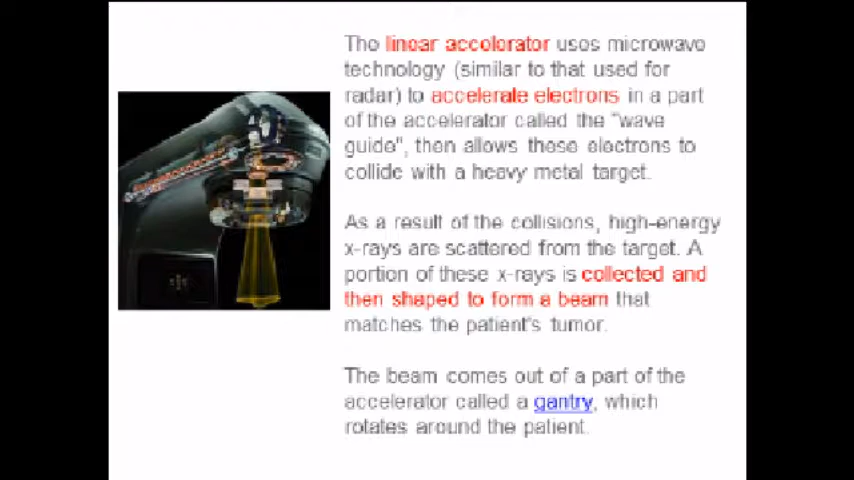 The linear accelerator uses microwave
technology (similar to that used for
radar) to accelerate electrons in a part
of the accelerator called the "wave
guide", then allows these electrons to
collide with a heavy metal target.
As a result of the collisions, high-energy
x-rays are scattered from the target. A
portion of these x-rays is collected and
then shaped to form a beam that
matches the patient's tumor.
The beam comes out of a part of the
accelerator called a gantry, which
rotates around the patient.